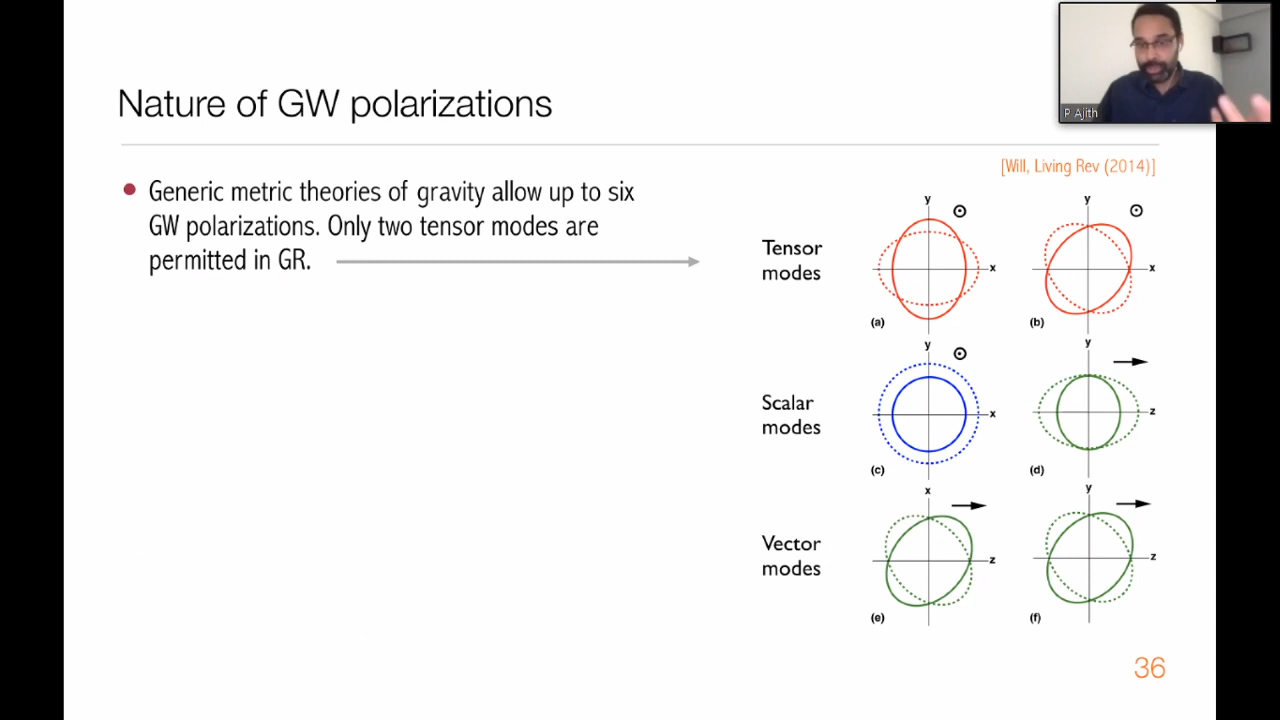 P Ajith
Nature of GW polarizations
[Will, Living Rev (2014)]
Generic metric theories of gravity allow up to six
GW polarizations. Only two tensor modes are
permitted in GR.
Tensor
modes
y
x
(a)
y
x
(b)
Scalar
modes
y
x
(c)
y
z
(d)
Vector
modes
x
z
(e)
y
z
(f)
36